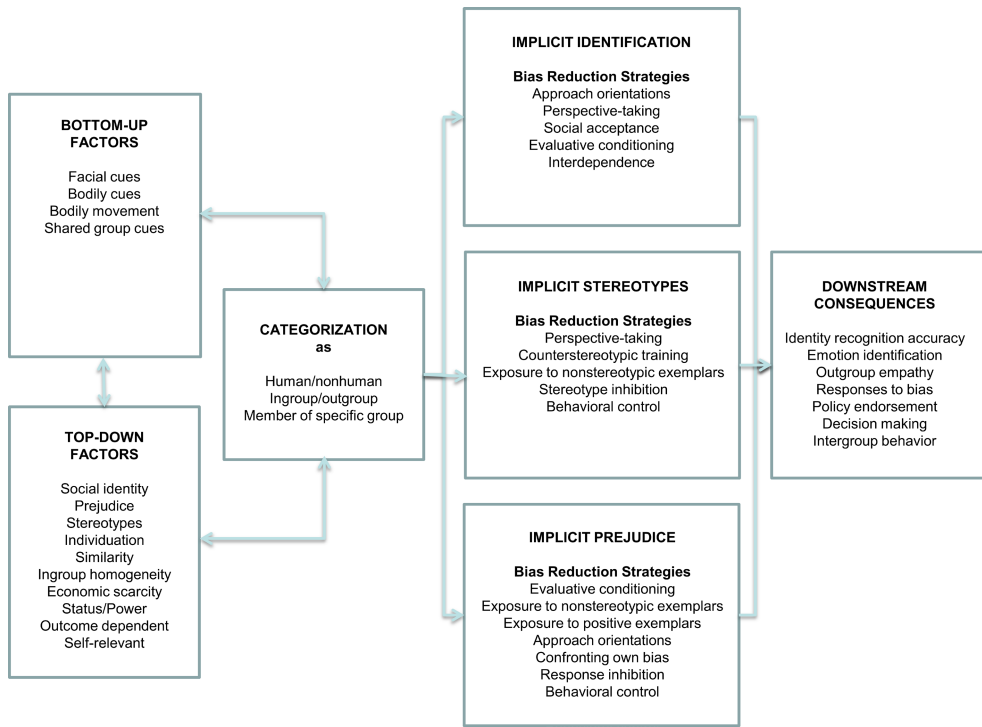 BOTTOM-UP
FACTORS
Facial cues
Bodily cues
Bodily movement
Shared group cues
TOP-DOWN
FACTORS
Social identity
Prejudice
Stereotypes
Individuation
Similarity
Ingroup homogeneity
Economic scarcity
Status/Power
Outcome dependent
Self-relevant
CATEGORIZATION
as
Human/nonhuman
Ingroup/outgroup
Member of specific group
IMPLICIT IDENTIFICATION
Bias Reduction Strategies
Approach orientations
Perspective-taking
Social acceptance
Evaluative conditioning
Interdependence
IMPLICIT STEREOTYPES
Bias Reduction Strategies
Perspective-taking
Counterstereotypic training
Exposure to nonstereotypic exemplars
Stereotype inhibition
Behavioral control
IMPLICIT PREJUDICE
Bias Reduction Strategies
Evaluative conditioning
Exposure to nonstereotypic exemplars
Exposure to positive exemplars
Approach orientations
Confronting own bias
Response inhibition
Behavioral control
DOWNSTREAM
CONSEQUENCES
Identity recognition accuracy
Emotion identification
Outgroup empathy
Responses to bias
Policy endorsement
Decision making
Intergroup behavior